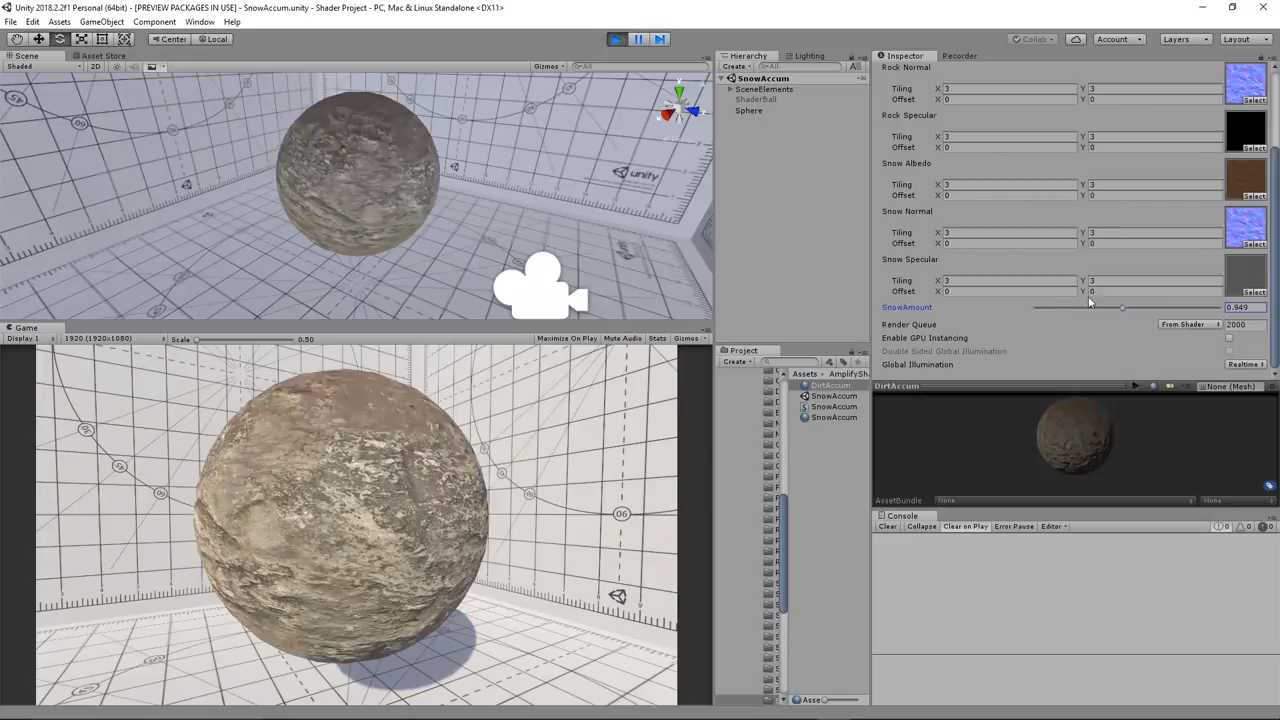 Unity 2018.2.2f1 Personal (64bit) - [PREVIEW PACKAGES IN USE] - SnowAccum.unity - Shader Project - PC, Mac & Linux Standalone <DX11>
File Edit Assets GameObject Component Window Help
Center Local Collab Account Layers Layout
Scene Asset Store
Shaded 2D Gizmos All
unity
Game
Display 1 1920 (1920x1080) Scale 0.50 Maximize On Play Mute Audio Stats Gizmos
Hierarchy Lighting
Create All
SnowAccum
SceneElements
ShaderBall
Sphere
Project
Create
Assets AmplifySh
DirtAccum
SnowAccum
SnowAccum
SnowAccum
Asse
Inspector Recorder
Rock Normal
Tiling X 3 Y 3
Offset X 0 Y 0
Select
Rock Specular
Tiling X 3 Y 3
Offset X 0 Y 0
Select
Snow Albedo
Tiling X 3 Y 3
Offset X 0 Y 0
Select
Snow Normal
Tiling X 3 Y 3
Offset X 0 Y 0
Select
Snow Specular
Tiling X 3 Y 3
Offset X 0 Y 0
Select
SnowAmount 0.949
Render Queue From Shader 2000
Enable GPU Instancing
Double Sided Global Illumination
Global Illumination Realtime
DirtAccum None (Mesh)
AssetBundle None None
Console
Clear Collapse Clear on Play Error Pause Editor 0 0 0